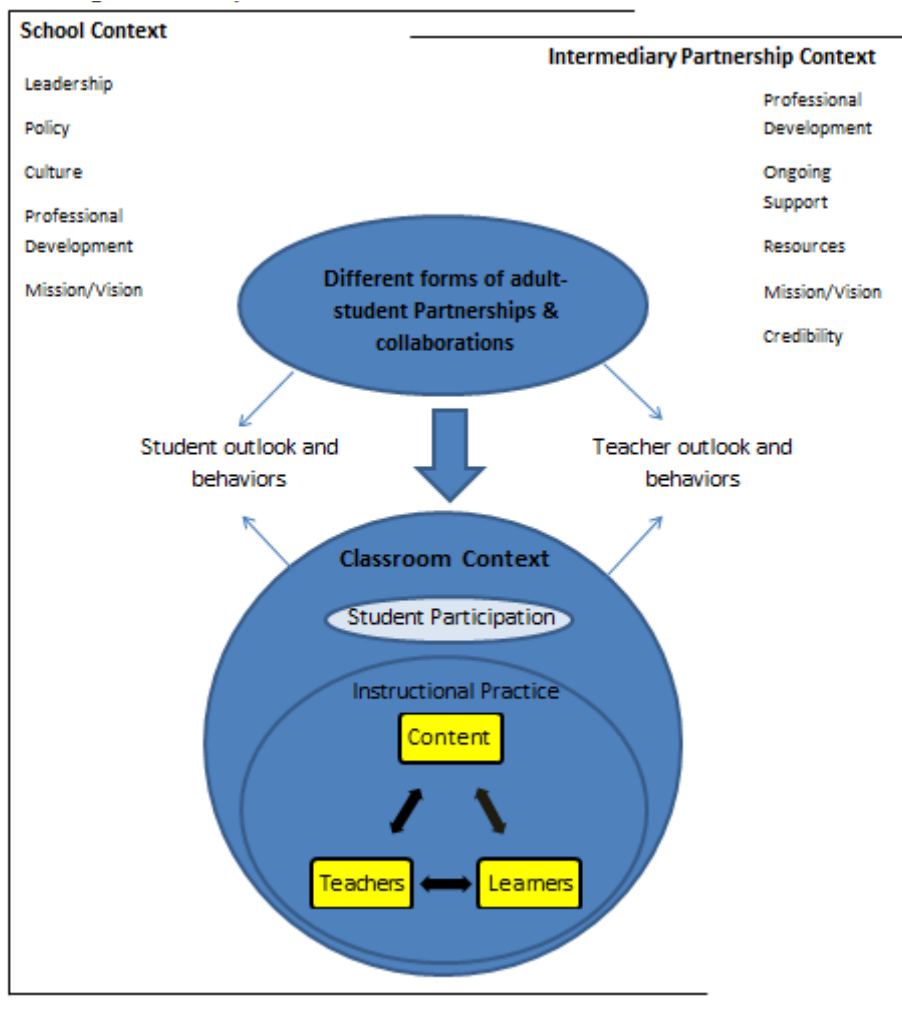 School Context
Leadership
Policy
Culture
Professional
Development
Mission/Vision
Intermediary Partnership Context
Professional
Development
Ongoing
Support
Resources
Mission/Vision
Credibility
Different forms of adult-
student Partnerships &
collaborations
Student outlook and
behaviors
Teacher outlook and
behaviors
Classroom Context
Student Participation
Instructional Practice
Content
Teachers
Learners